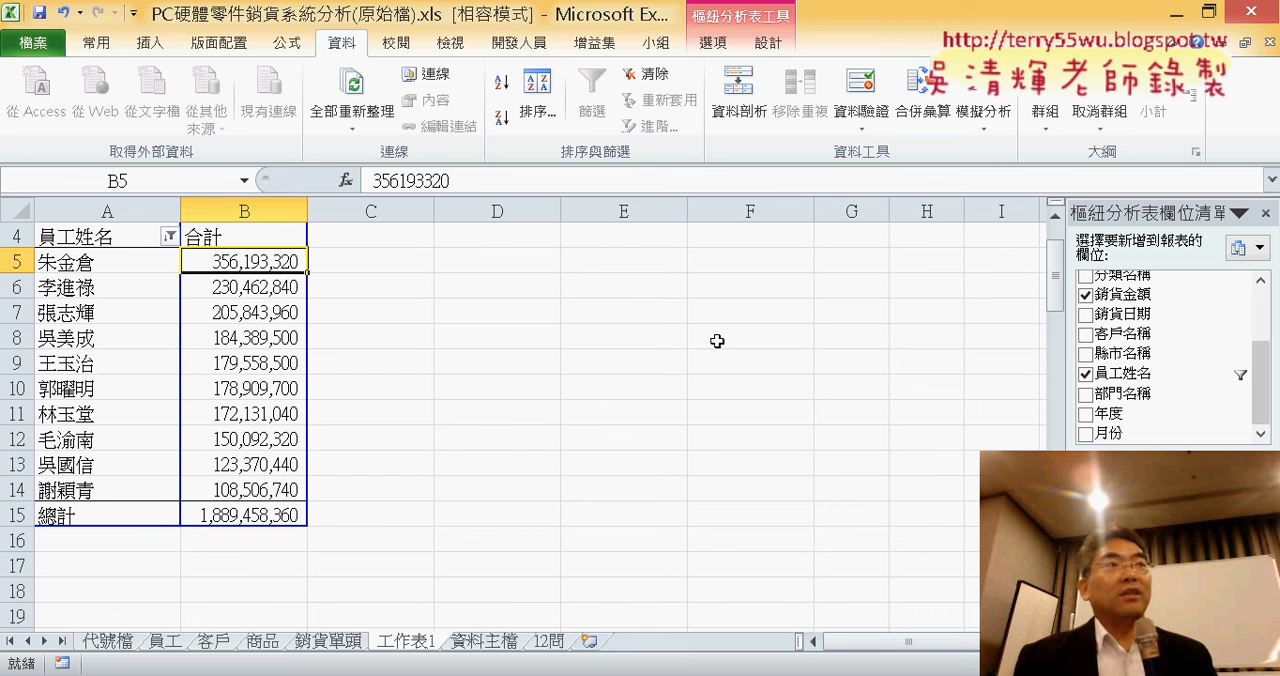 PC硬體零件銷貨系統分析(原始檔).xls [相容模式] - Microsoft Ex...
樞紐分析表工具
檔案 常用 插入 版面配置 公式 資料 校閱 檢視 開發人員 增益集 小組 選項 設計
http://terry55wu.blogspot.tw
吳清輝老師錄製
從 Access 從 Web 從文字檔 從其他來源 現有連線
全部重新整理 連線 內容 編輯連結
排序... 篩選 清除 重新套用 進階...
資料剖析 移除重複 資料驗證 合併彙算 模擬分析
群組 取消群組 小計
取得外部資料 連線 排序與篩選 資料工具 大綱
B5 fx 356193320
A B C D E F G H I
4 員工姓名 合計
5 朱金倉 356,193,320
6 李進祿 230,462,840
7 張志輝 205,843,960
8 吳美成 184,389,500
9 王玉治 179,558,500
10 郭曜明 178,909,700
11 林玉堂 172,131,040
12 毛渝南 150,092,320
13 吳國信 123,370,440
14 謝穎青 108,506,740
15 總計 1,889,458,360
16
17
18
19
樞紐分析表欄位清單
選擇要新增到報表的
欄位:
分類名稱
銷貨金額
銷貨日期
客戶名稱
縣市名稱
員工姓名
部門名稱
年度
月份
代號檔 員工 客戶 商品 銷貨單頭 工作表1 資料主檔 12問
就緒